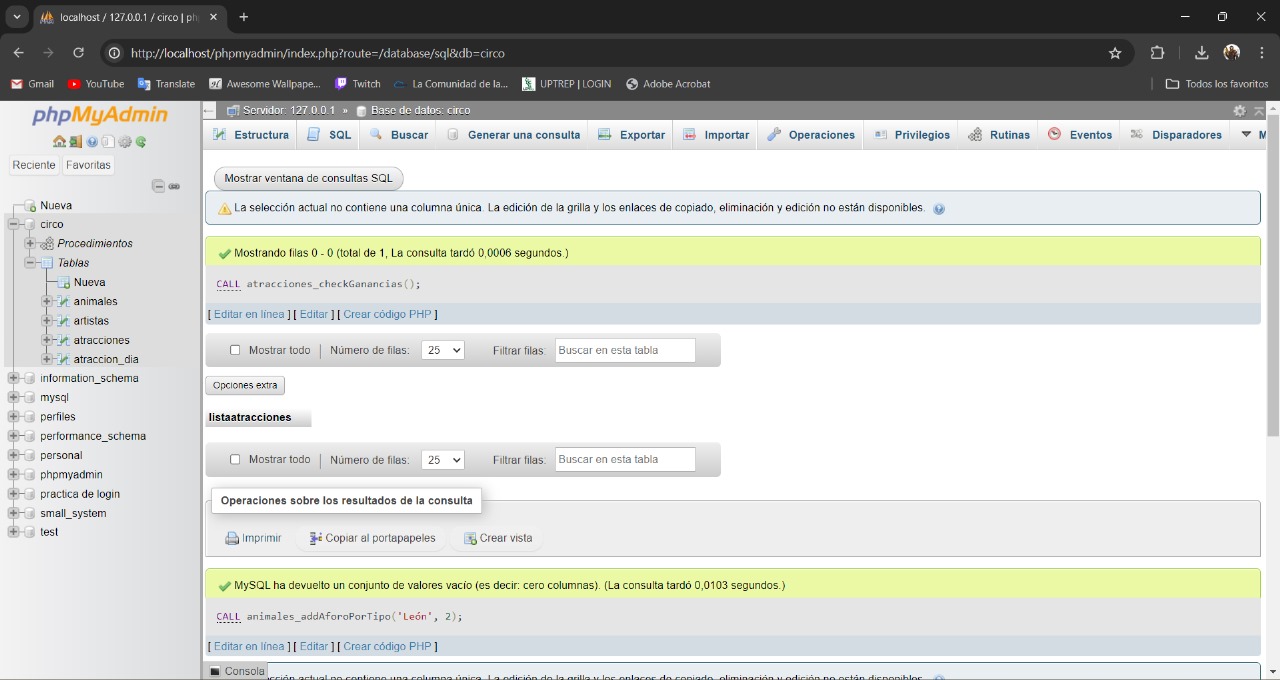 localhost / 127.0.0.1 / circo | ph
http://localhost/phpmyadmin/index.php?route=/database/sql&db=circo
Gmail YouTube Translate Awesome Wallpape... Twitch La Comunidad de la... UPTREP | LOGIN Adobe Acrobat Todos los favoritos
phpMyAdmin
Reciente Favoritas
Nueva
circo
Procedimientos
Tablas
Nueva
animales
artistas
atracciones
atraccion_dia
information_schema
mysql
perfiles
performance_schema
personal
phpmyadmin
practica de login
small_system
test
Servidor: 127.0.0.1 » Base de datos: circo
Estructura SQL Buscar Generar una consulta Exportar Importar Operaciones Privilegios Rutinas Eventos Disparadores M
Mostrar ventana de consultas SQL
La selección actual no contiene una columna única. La edición de la grilla y los enlaces de copiado, eliminación y edición no están disponibles.
Mostrando filas 0 - 0 (total de 1, La consulta tardó 0,0006 segundos.)
CALL atracciones_checkGanancias();
[ Editar en línea ] [ Editar ] [ Crear código PHP ]
Mostrar todo | Número de filas: 25 Filtrar filas: Buscar en esta tabla
Opciones extra
listaatracciones
Mostrar todo | Número de filas: 25 Filtrar filas: Buscar en esta tabla
Operaciones sobre los resultados de la consulta
Imprimir Copiar al portapapeles Crear vista
MySQL ha devuelto un conjunto de valores vacío (es decir: cero columnas). (La consulta tardó 0,0103 segundos.)
CALL animales_addAforoPorTipo('León', 2);
[ Editar en línea ] [ Editar ] [ Crear código PHP ]
Consola
cción actual no contiene una columna única. La edición de la grilla y los enlaces de copiado, eliminación y edición no están disponibles.